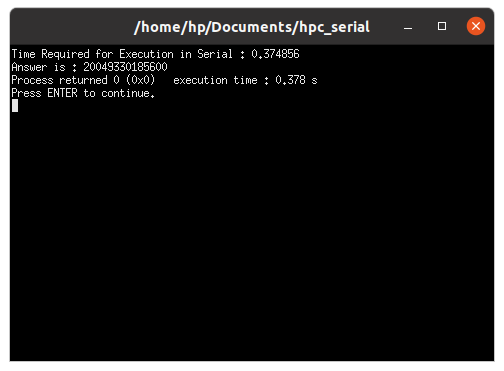 /home/hp/Documents/hpc_serial
Time Required for Execution in Serial : 0.374856
Answer is : 20049330185600
Process returned 0 (0x0)   execution time : 0.378 s
Press ENTER to continue.